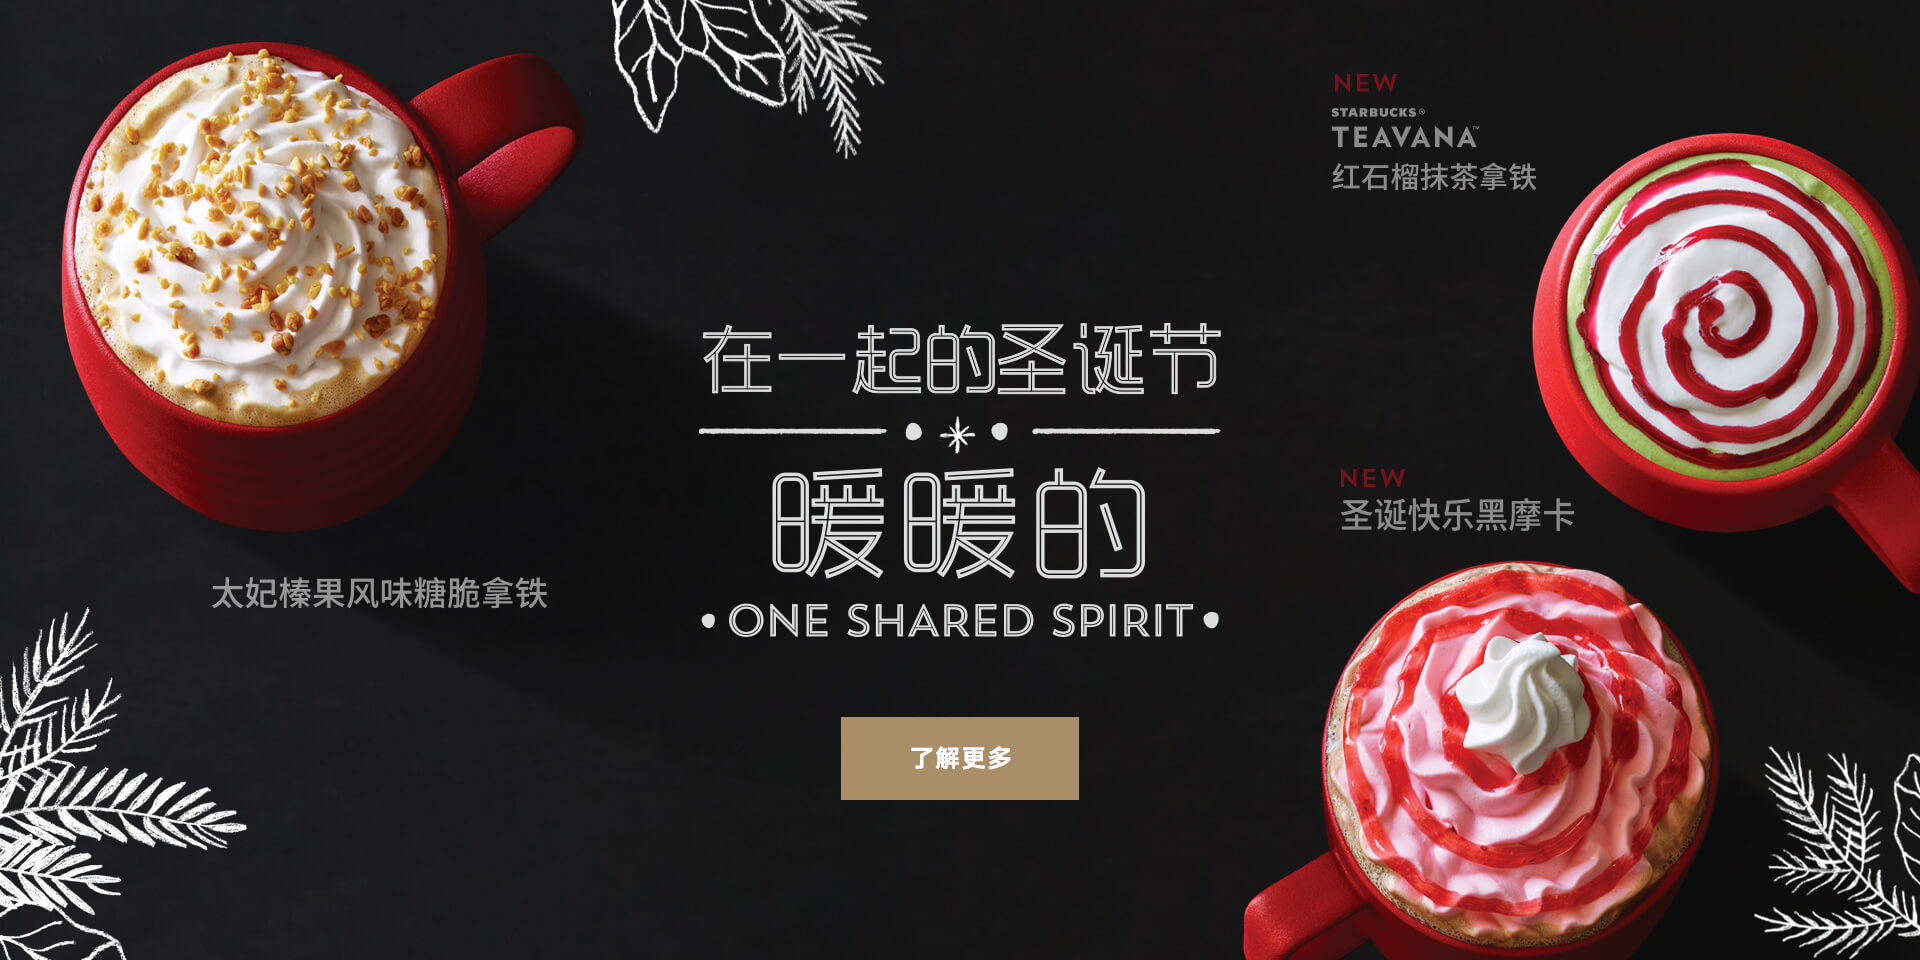 NEW
STARBUCKS®
TEAVANA™
红石榴抹茶拿铁
在一起的圣诞节
暖暖的
• ONE SHARED SPIRIT •
NEW
圣诞快乐黑摩卡
太妃榛果风味糖脆拿铁
了解更多